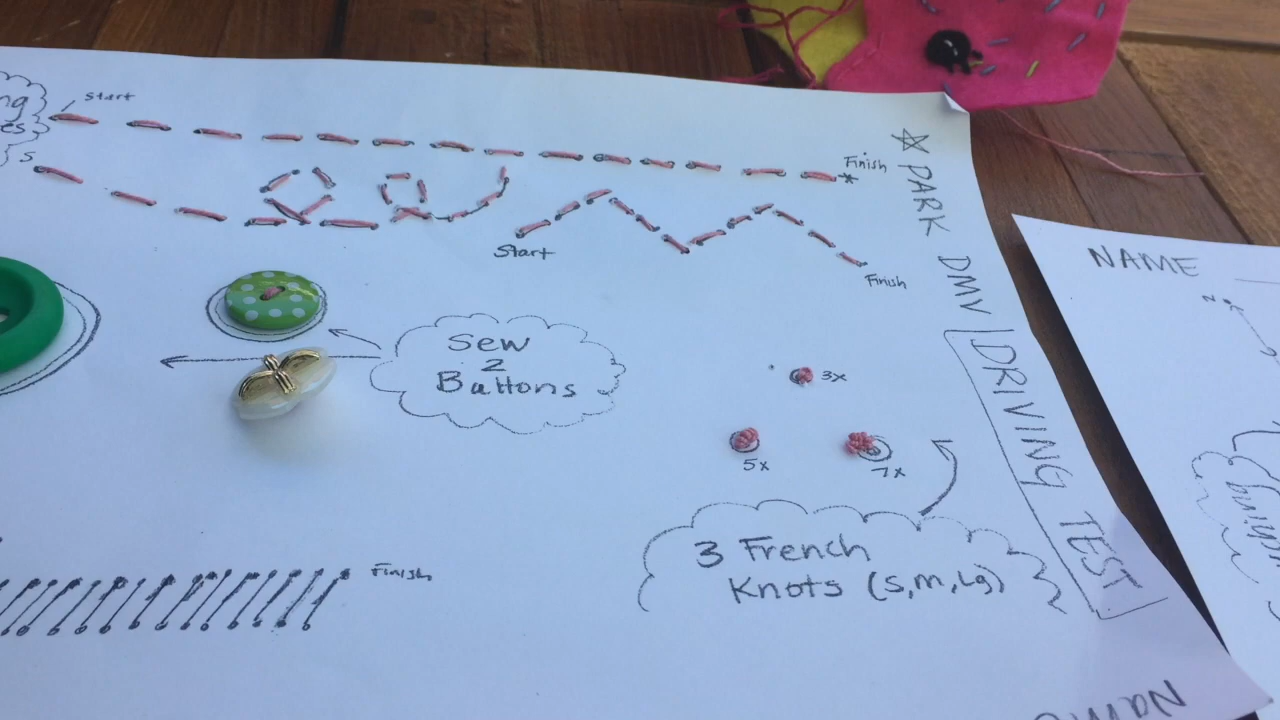 Start
Finish
S
Start
Finish
Sew
2
Buttons
3x
5x
7x
3 French
Knots (S,M,Lg)
Finish
☆ PARK DMV DRIVING TEST
Name
NAME